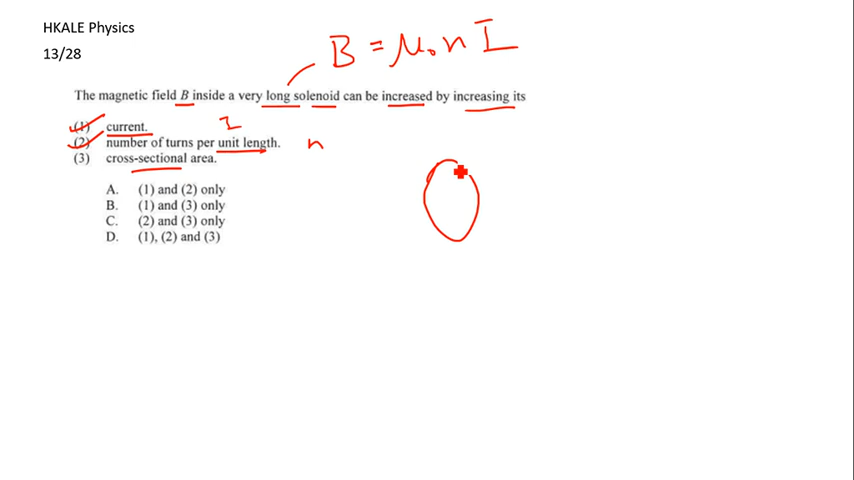 HKALE Physics
13/28
B = μ₀ n I
The magnetic field B inside a very long solenoid can be increased by increasing its
(1) current.
I
(2) number of turns per unit length.
n
(3) cross-sectional area.
A. (1) and (2) only
B. (1) and (3) only
C. (2) and (3) only
D. (1), (2) and (3)